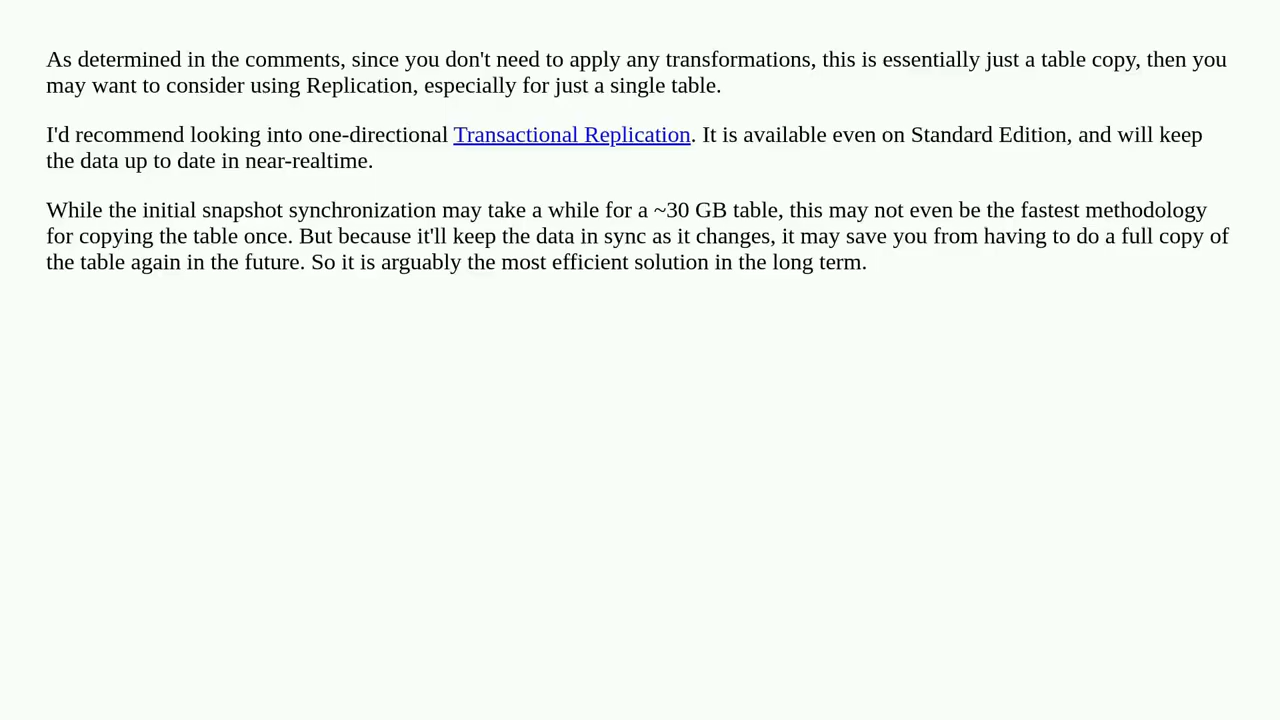 As determined in the comments, since you don't need to apply any transformations, this is essentially just a table copy, then you
may want to consider using Replication, especially for just a single table.
I'd recommend looking into one-directional Transactional Replication. It is available even on Standard Edition, and will keep
the data up to date in near-realtime.
While the initial snapshot synchronization may take a while for a ~30 GB table, this may not even be the fastest methodology
for copying the table once. But because it'll keep the data in sync as it changes, it may save you from having to do a full copy of
the table again in the future. So it is arguably the most efficient solution in the long term.